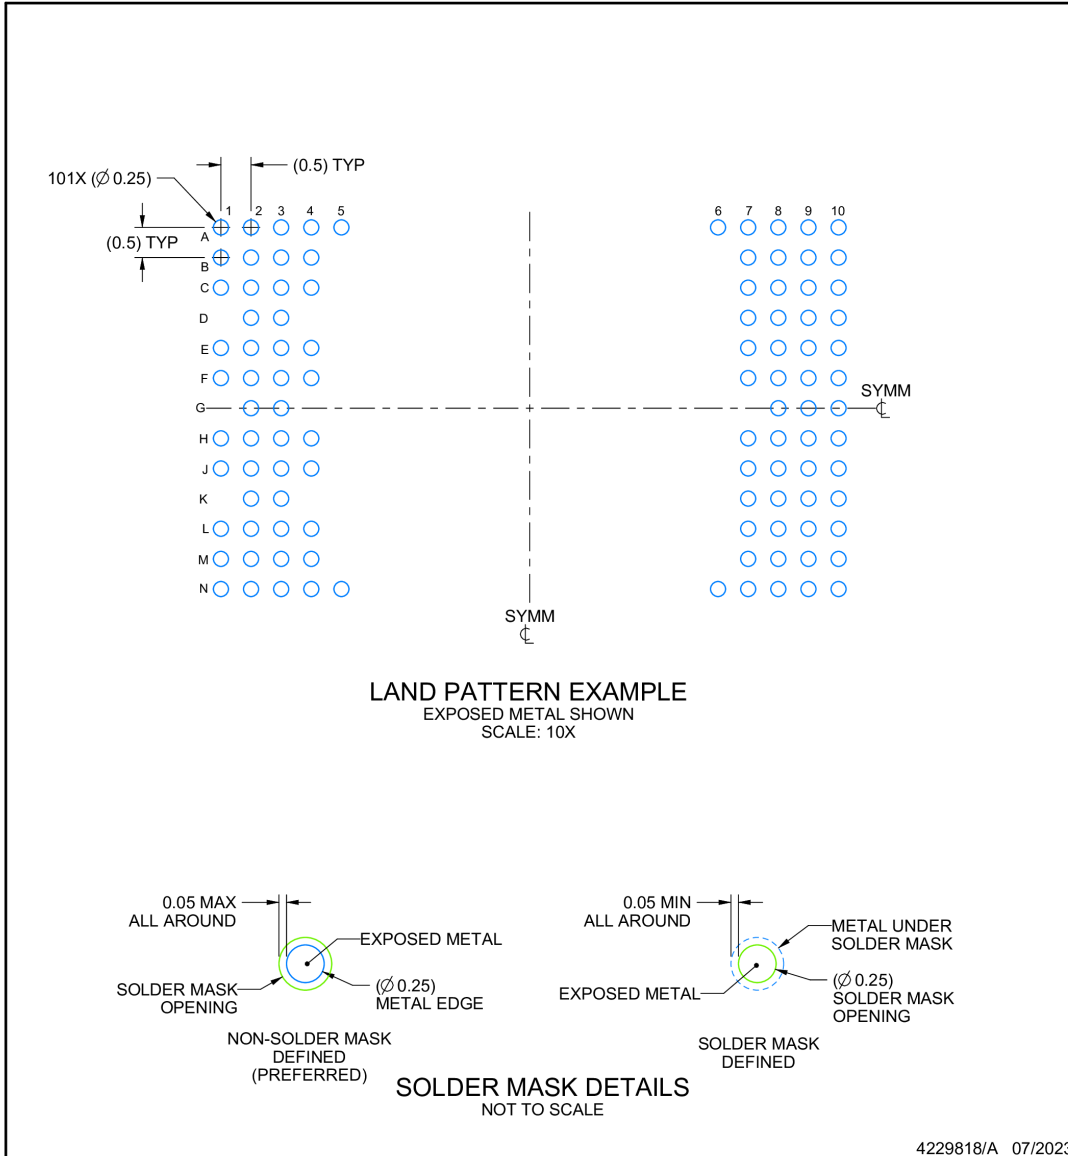 (0.5) TYP
101X (∅ 0.25)
1 2 3 4 5 6 7 8 9 10
A
(0.5) TYP
B
C
D
E
F
SYMM
G
℄
H
J
K
L
M
N
SYMM
℄
LAND PATTERN EXAMPLE
EXPOSED METAL SHOWN
SCALE: 10X
0.05 MAX
ALL AROUND
EXPOSED METAL
SOLDER MASK
OPENING
(∅ 0.25)
METAL EDGE
NON-SOLDER MASK
DEFINED
(PREFERRED)
0.05 MIN
ALL AROUND
METAL UNDER
SOLDER MASK
EXPOSED METAL
(∅ 0.25)
SOLDER MASK
OPENING
SOLDER MASK
DEFINED
SOLDER MASK DETAILS
NOT TO SCALE
4229818/A 07/2023